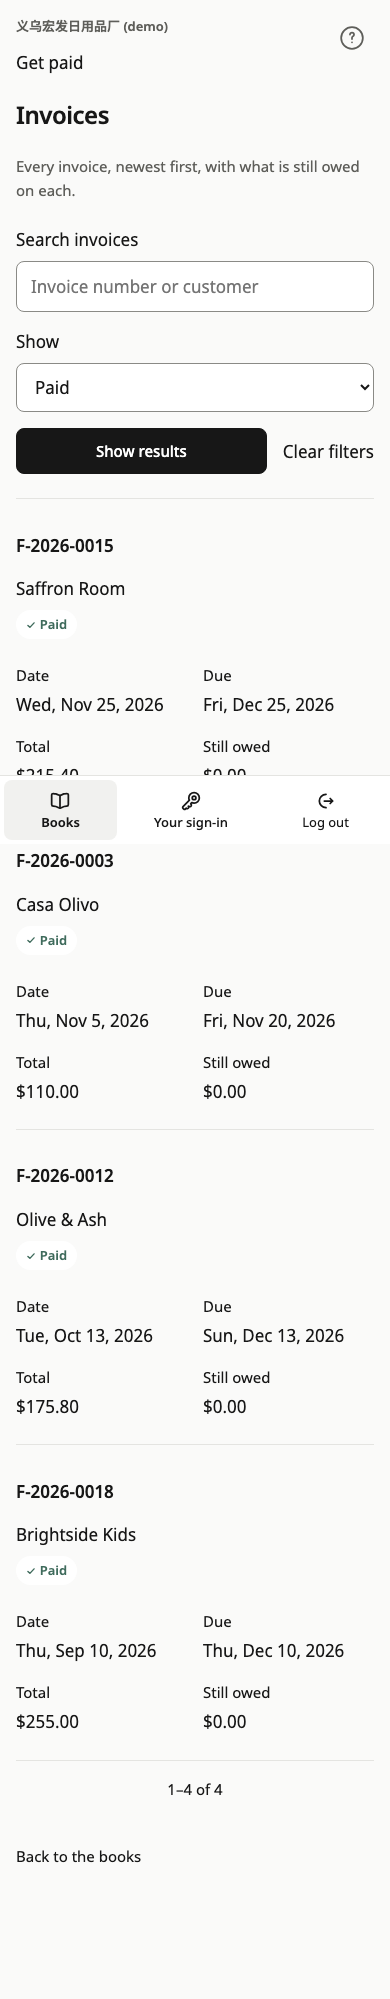 义乌宏发日用品厂 (demo)
Get paid
Invoices
Every invoice, newest first, with what is still owed
on each.
Search invoices
Invoice number or customer
Show
Paid
Show results Clear filters
F-2026-0015
Saffron Room
Paid
Date Due
Wed, Nov 25, 2026 Fri, Dec 25, 2026
Total Still owed
Books Your sign-in Log out
F-2026-0003
Casa Olivo
Paid
Date Due
Thu, Nov 5, 2026 Fri, Nov 20, 2026
Total Still owed
$110.00 $0.00
F-2026-0012
Olive & Ash
Paid
Date Due
Tue, Oct 13, 2026 Sun, Dec 13, 2026
Total Still owed
$175.80 $0.00
F-2026-0018
Brightside Kids
Paid
Date Due
Thu, Sep 10, 2026 Thu, Dec 10, 2026
Total Still owed
$255.00 $0.00
1–4 of 4
Back to the books